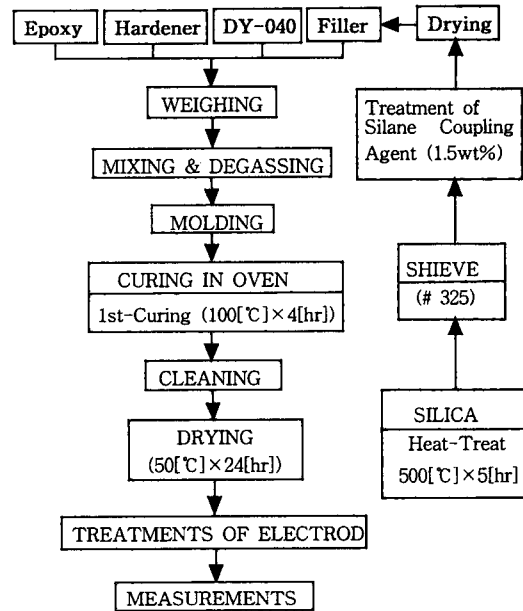 Epoxy Hardener DY-040 Filler Drying
WEIGHING
Treatment of
Silane Coupling
Agent (1.5wt%)
MIXING & DEGASSING
MOLDING
CURING IN OVEN
1st-Curing (100[℃]×4[hr])
SHIEVE
(# 325)
CLEANING
DRYING
(50[℃]×24[hr])
SILICA
Heat-Treat
500[℃]×5[hr]
TREATMENTS OF ELECTROD
MEASUREMENTS